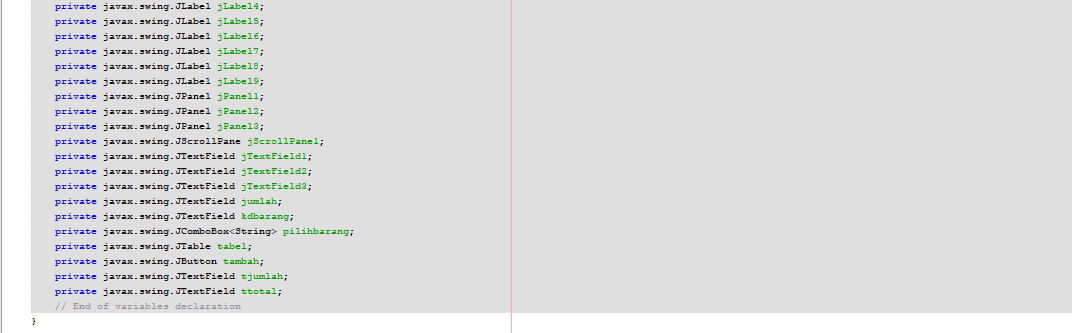 private javax.swing.JLabel jLabel4;
private javax.swing.JLabel jLabel5;
private javax.swing.JLabel jLabel6;
private javax.swing.JLabel jLabel7;
private javax.swing.JLabel jLabel8;
private javax.swing.JLabel jLabel9;
private javax.swing.JPanel jPanel1;
private javax.swing.JPanel jPanel2;
private javax.swing.JPanel jPanel3;
private javax.swing.JScrollPane jScrollPane1;
private javax.swing.JTextField jTextField1;
private javax.swing.JTextField jTextField2;
private javax.swing.JTextField jTextField3;
private javax.swing.JTextField jumlah;
private javax.swing.JTextField kdbarang;
private javax.swing.JComboBox<String> pilihbarang;
private javax.swing.JTable tabel;
private javax.swing.JButton tambah;
private javax.swing.JTextField tjumlah;
private javax.swing.JTextField ttotal;
// End of variables declaration
}